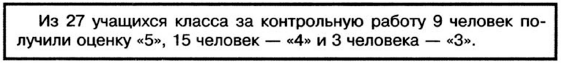 Из 27 учащихся класса за контрольную работу 9 человек по-
лучили оценку «5», 15 человек — «4» и 3 человека — «3».